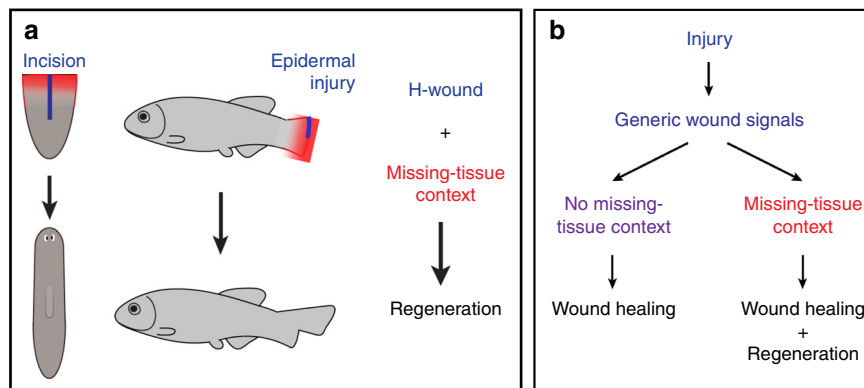 a
Incision
Epidermal
injury
H-wound
+
Missing-tissue
context
Regeneration
b
Injury
Generic wound signals
No missing-
tissue context
Missing-tissue
context
Wound healing
Wound healing
+
Regeneration